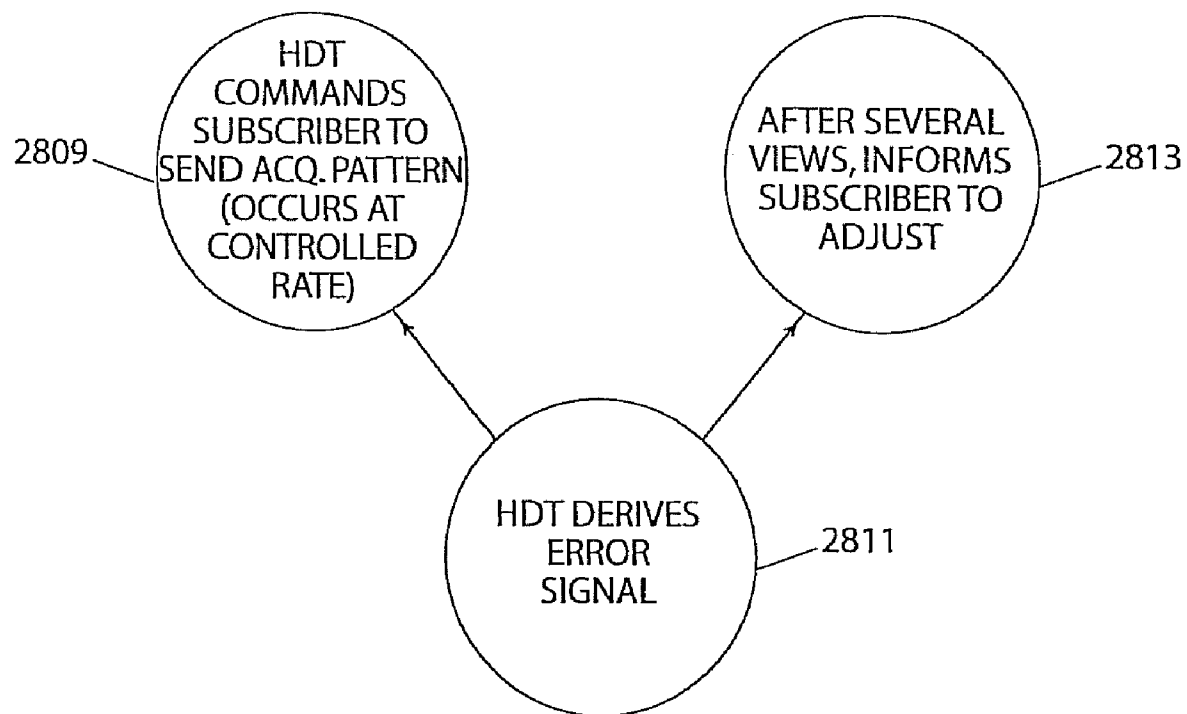 HDT
COMMANDS
SUBSCRIBER TO
SEND ACQ. PATTERN
(OCCURS AT
CONTROLLED
RATE)
2809
AFTER SEVERAL
VIEWS, INFORMS
SUBSCRIBER TO
ADJUST
2813
HDT DERIVES
ERROR
SIGNAL
2811